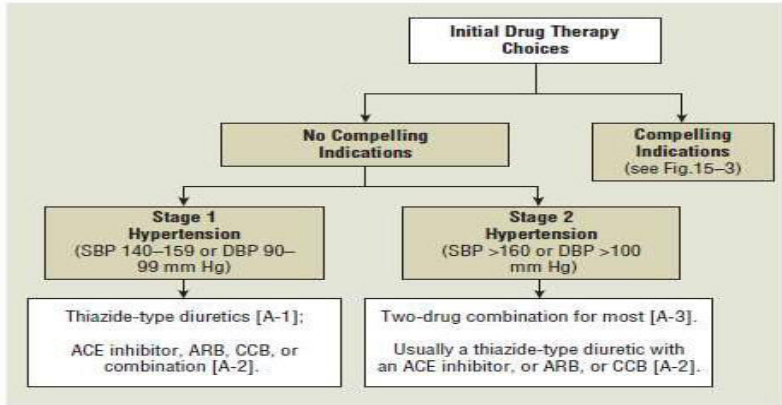 Initial Drug Therapy
Choices
No Compelling
Indications
Compelling
Indications
(see Fig.15–3)
Stage 1
Hypertension
(SBP 140–159 or DBP 90–
99 mm Hg)
Stage 2
Hypertension
(SBP >160 or DBP >100
mm Hg)
Thiazide-type diuretics [A-1];
ACE inhibitor, ARB, CCB, or
combination [A-2].
Two-drug combination for most [A-3].
Usually a thiazide-type diuretic with
an ACE inhibitor, or ARB, or CCB [A-2].